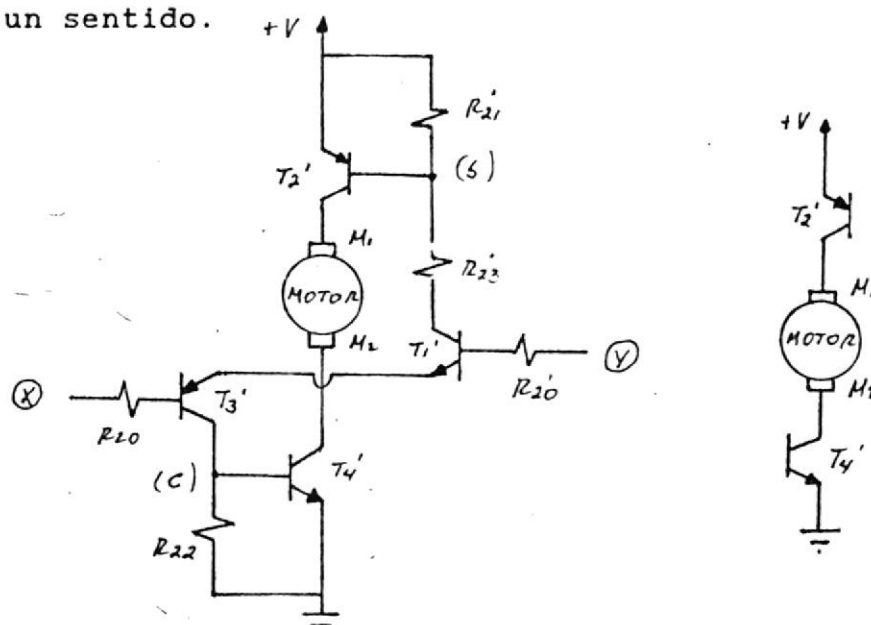 un sentido.
+V
R21'
T2'
(S)
M1
MOTOR
R23'
M2
T1'
X
R20
T3'
R20'
Y
(C)
T4'
R22
+V
T2'
MOTOR
T4'